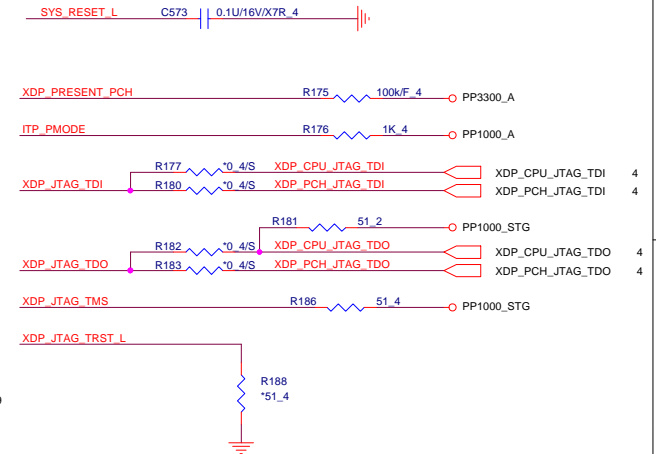 SYS_RESET_L C573 0.1U/16V/X7R_4
XDP_PRESENT_PCH R175 100k/F_4 PP3300_A
ITP_PMODE R176 1K_4 PP1000_A
R177 *0_4/S XDP_CPU_JTAG_TDI XDP_CPU_JTAG_TDI 4
XDP_JTAG_TDI R180 *0_4/S XDP_PCH_JTAG_TDI XDP_PCH_JTAG_TDI 4
R181 51_2 PP1000_STG
R182 *0_4/S XDP_CPU_JTAG_TDO XDP_CPU_JTAG_TDO 4
XDP_JTAG_TDO R183 *0_4/S XDP_PCH_JTAG_TDO XDP_PCH_JTAG_TDO 4
XDP_JTAG_TMS R186 51_4 PP1000_STG
XDP_JTAG_TRST_L
R188
*51_4